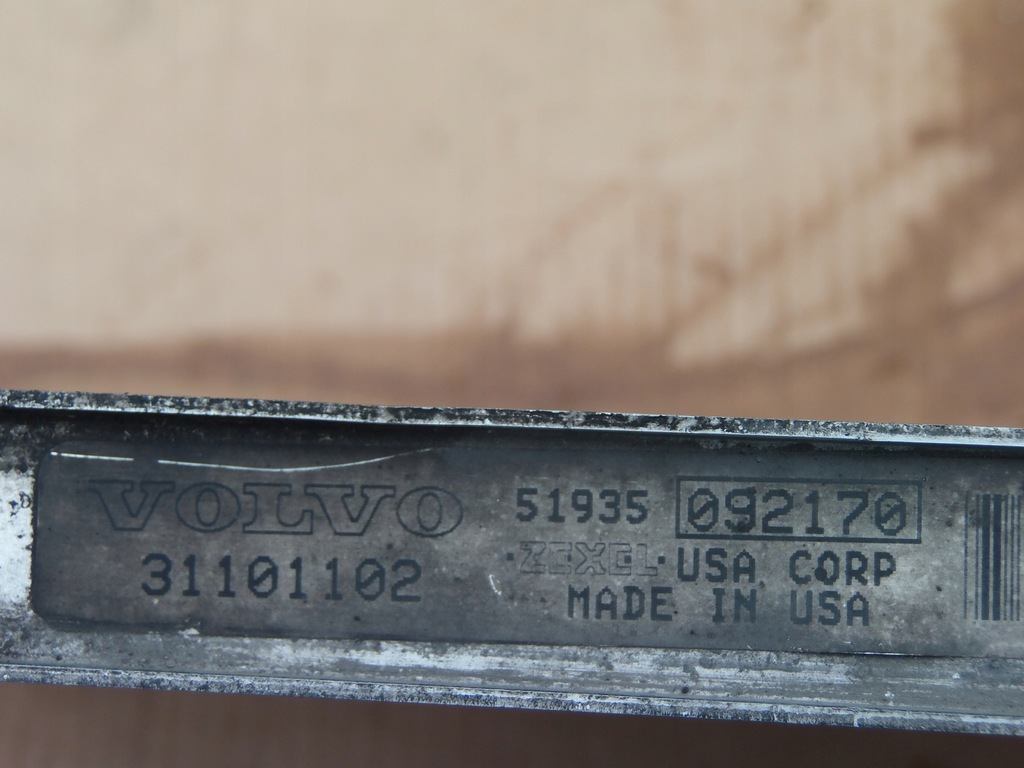 VOLVO
31101102
51935 092170
·ZEXEL· USA CORP
MADE IN USA